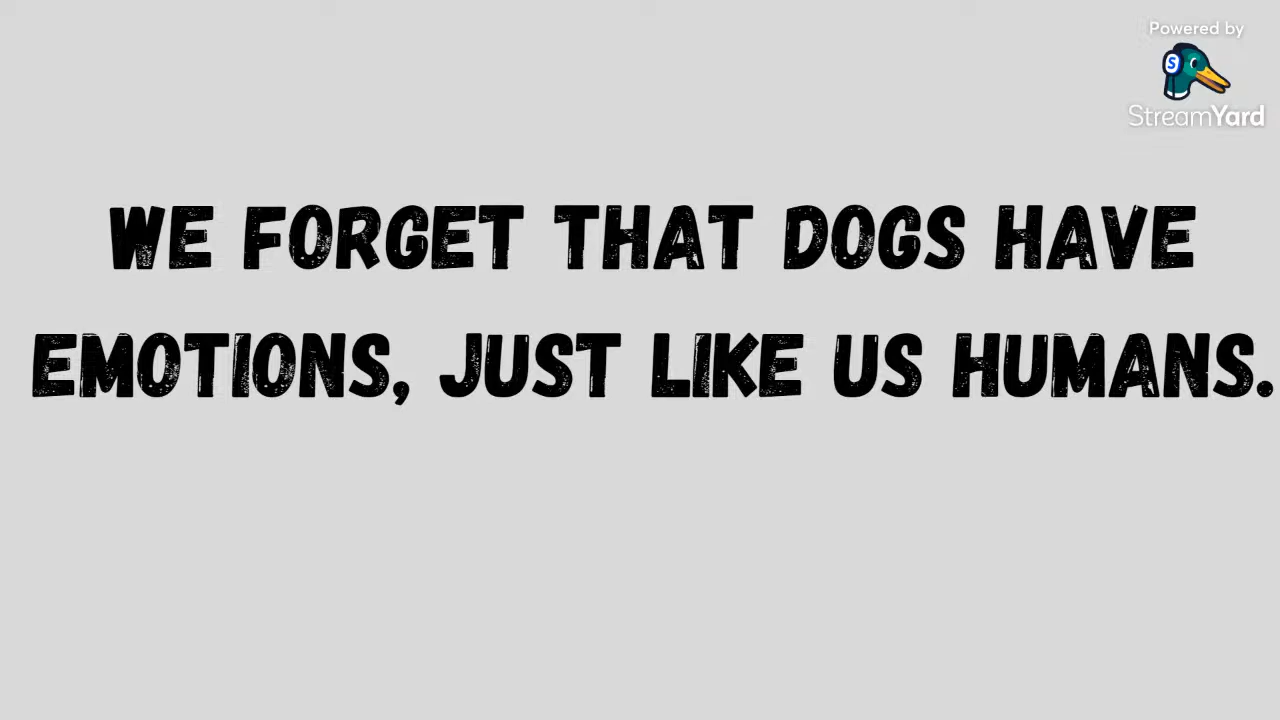 Powered by
S
StreamYard
WE FORGET THAT DOGS HAVE
EMOTIONS, JUST LIKE US HUMANS.